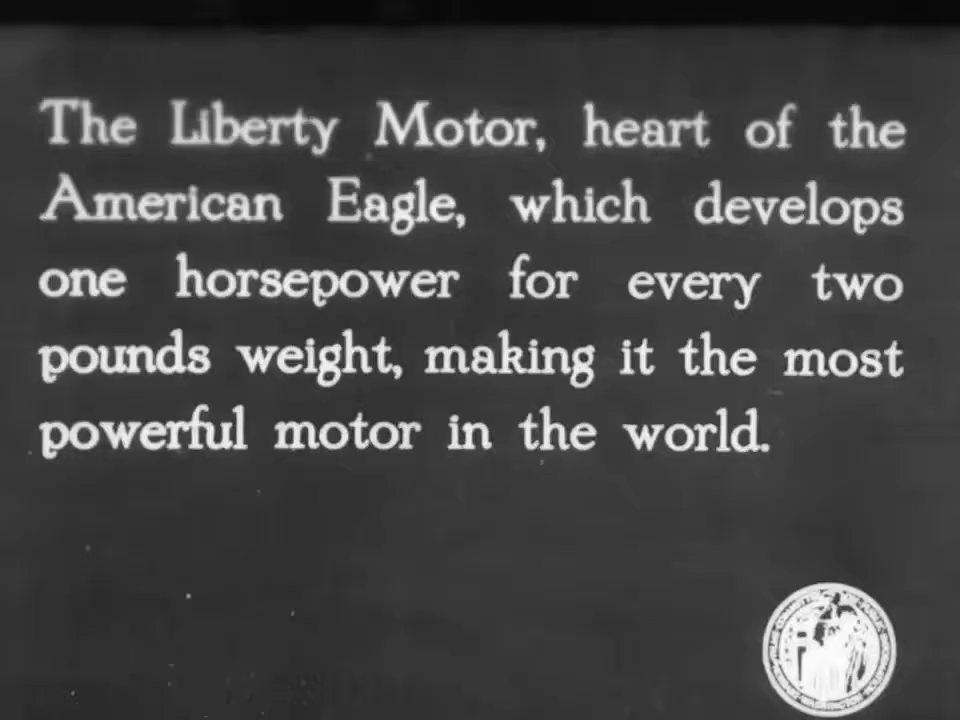 The Liberty Motor, heart of the
American Eagle, which develops
one horsepower for every two
pounds weight, making it the most
powerful motor in the world.